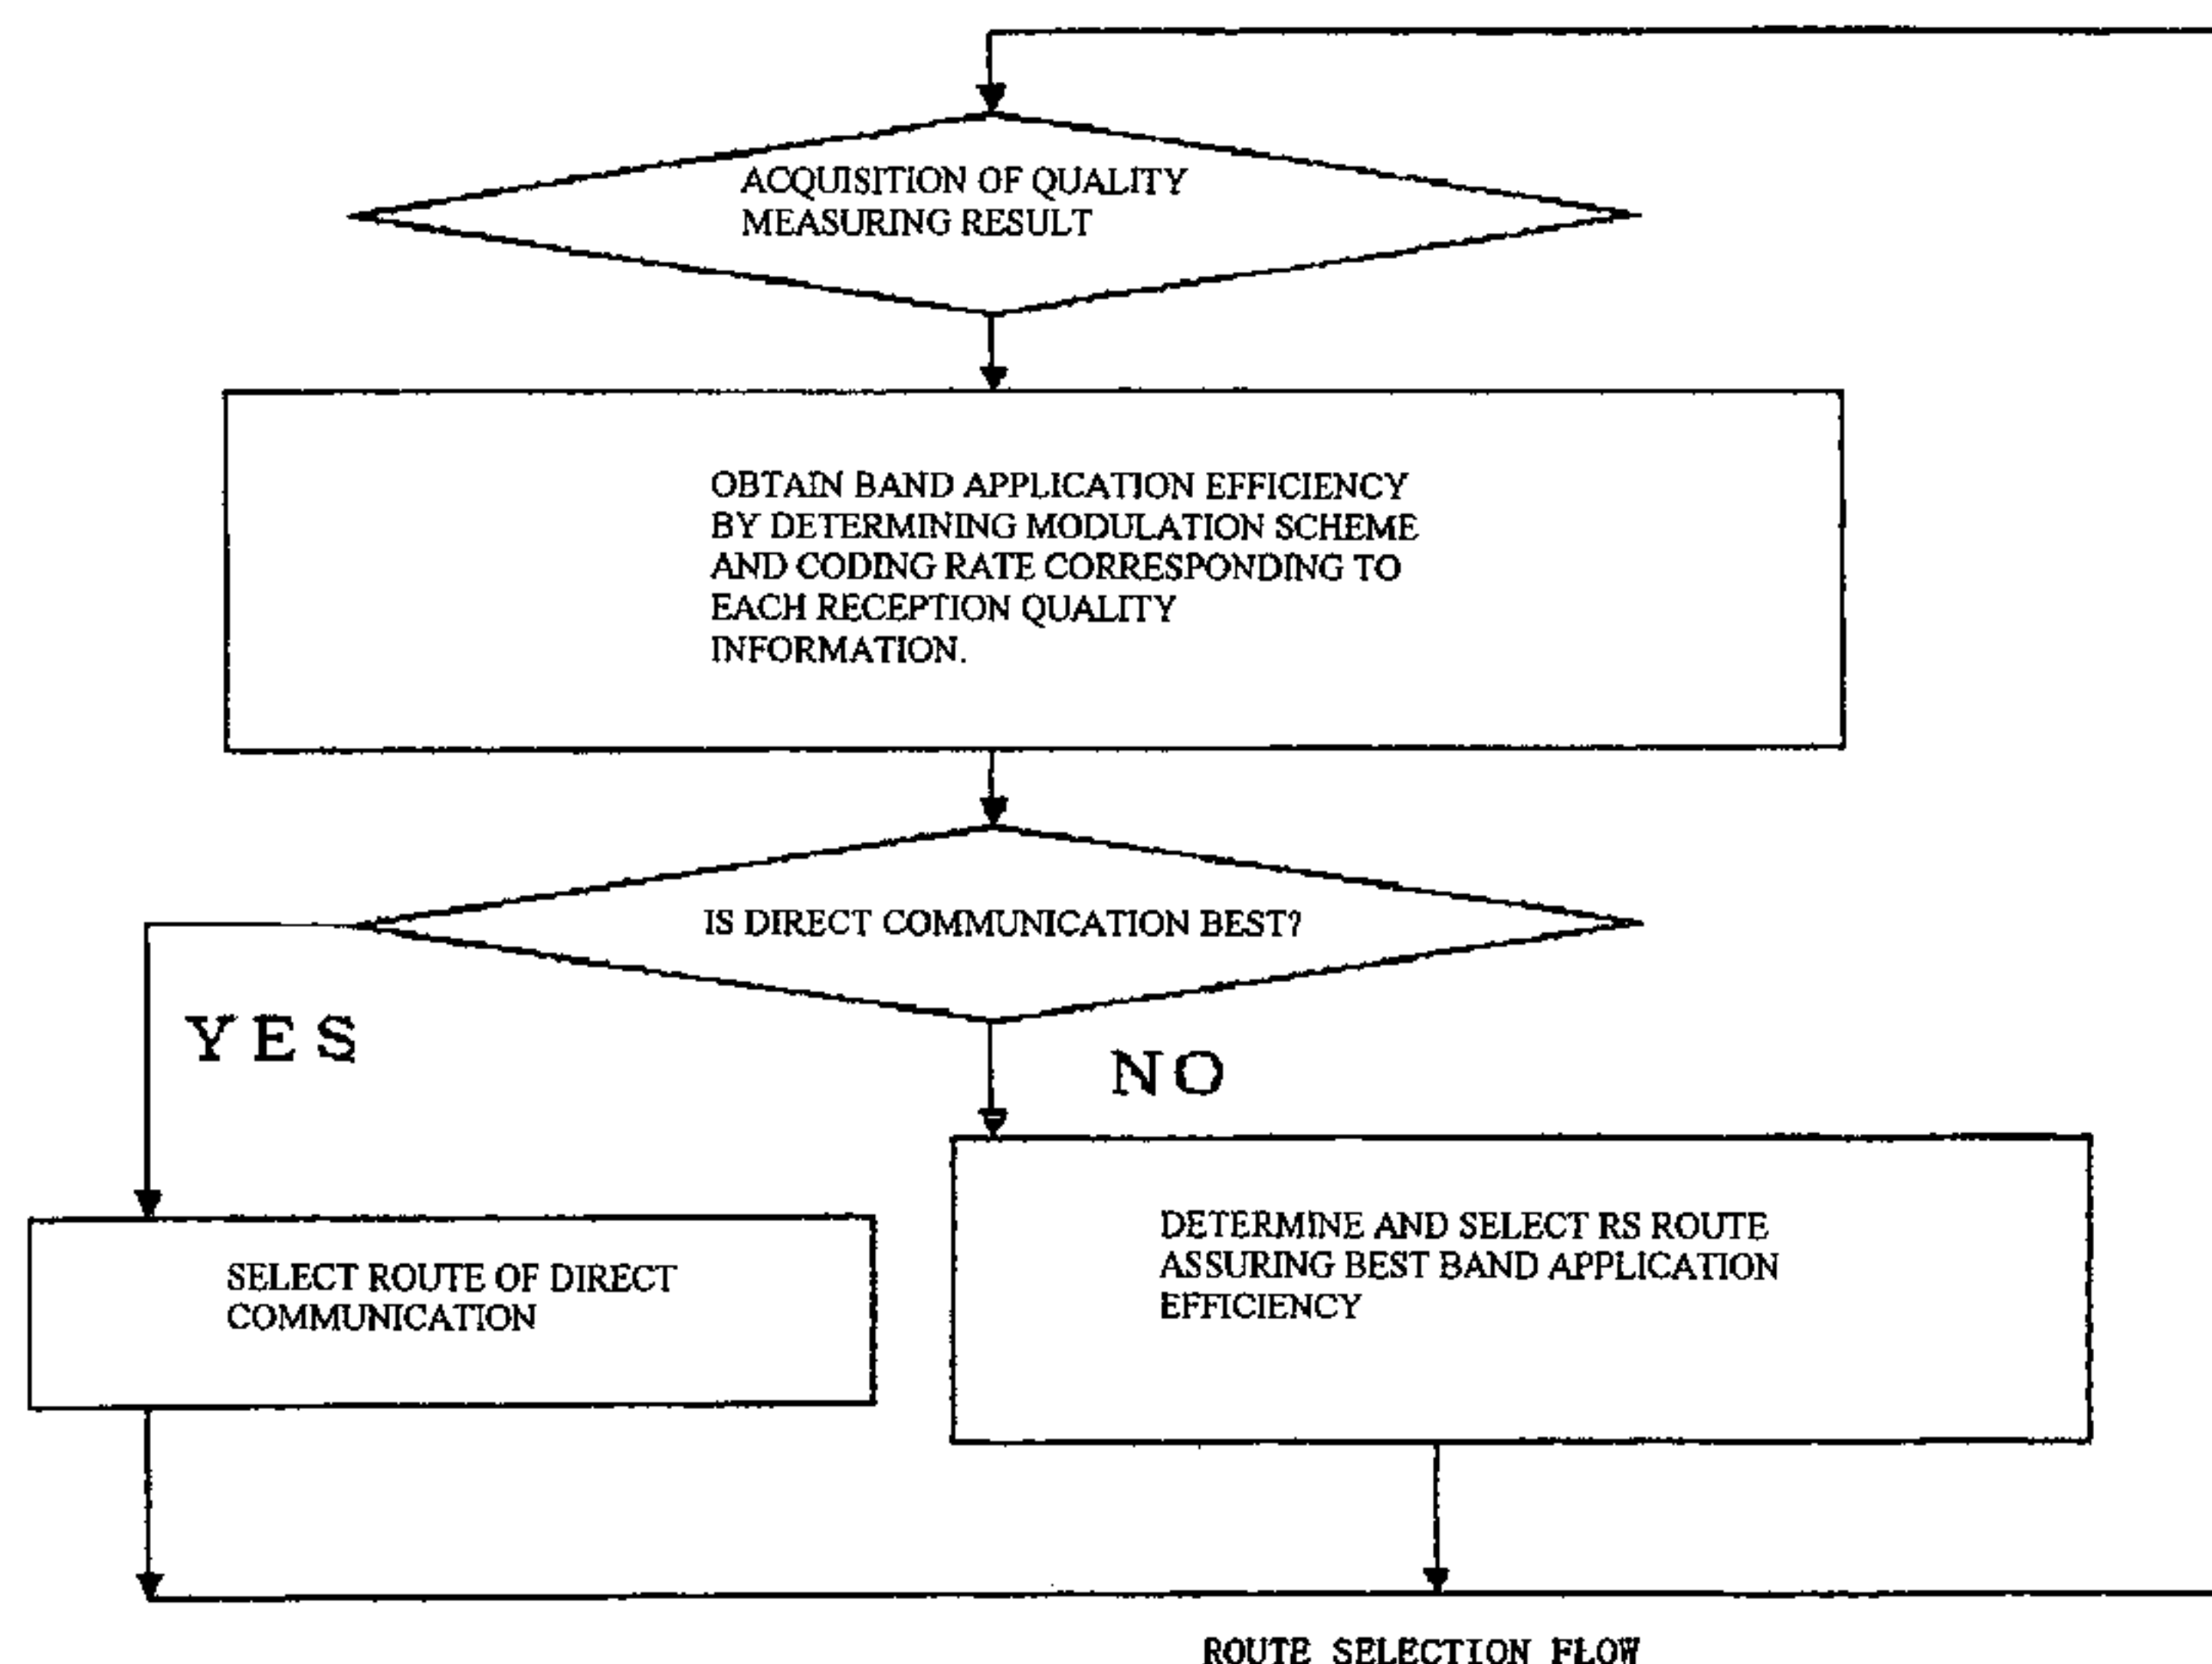 ACQUISITION OF QUALITY
MEASURING RESULT
OBTAIN BAND APPLICATION EFFICIENCY
BY DETERMINING MODULATION SCHEME
AND CODING RATE CORRESPONDING TO
EACH RECEPTION QUALITY
INFORMATION.
IS DIRECT COMMUNICATION BEST?
YES
NO
SELECT ROUTE OF DIRECT
COMMUNICATION
DETERMINE AND SELECT RS ROUTE
ASSURING BEST BAND APPLICATION
EFFICIENCY
ROUTE SELECTION FLOW